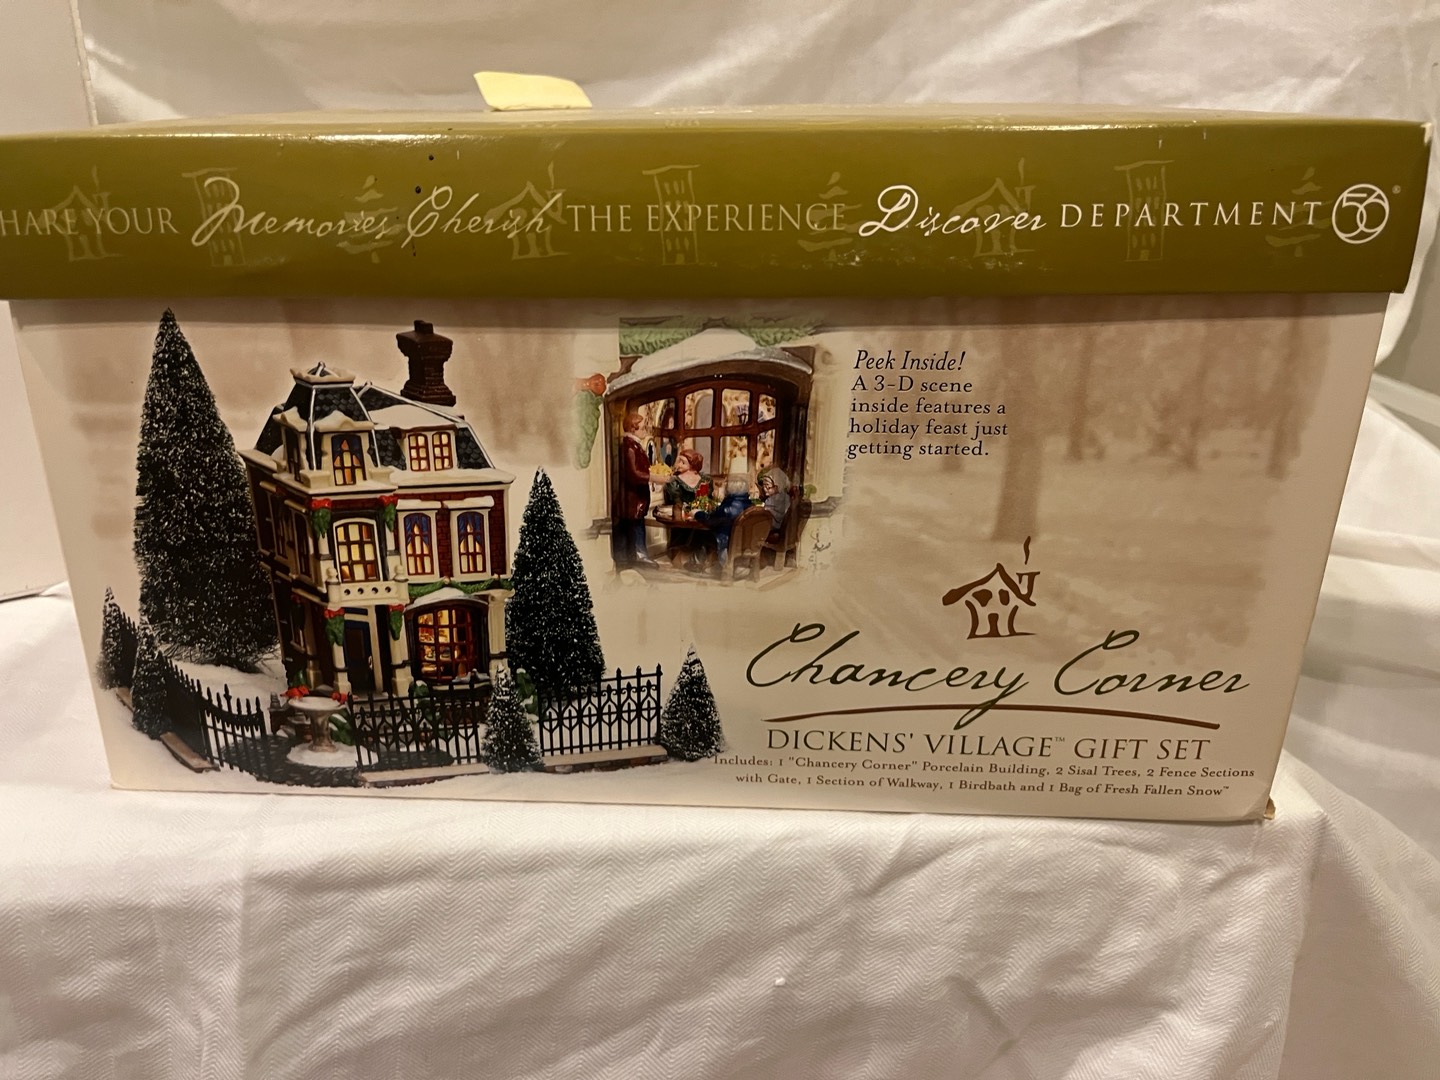 HARE YOUR Memories Cherish THE EXPERIENCE Discover DEPARTMENT 56®
Peek Inside!
A 3-D scene
inside features a
holiday feast just
getting started.
Chancery Corner
DICKENS' VILLAGE™ GIFT SET
Includes: 1 "Chancery Corner" Porcelain Building, 2 Sisal Trees, 2 Fence Sections
with Gate, 1 Section of Walkway, 1 Birdbath and 1 Bag of Fresh Fallen Snow™